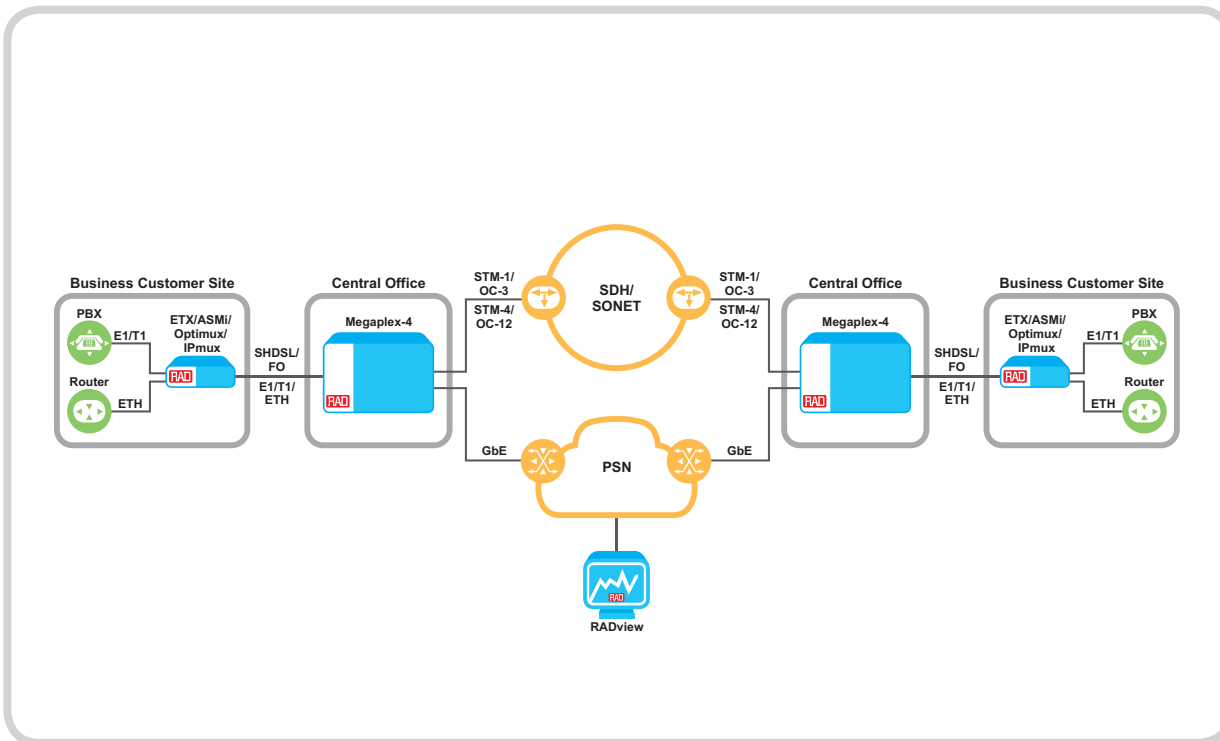 Business Customer Site
PBX
E1/T1
Router
ETH
ETX/ASMi/
Optimux/
IPmux
RAD
SHDSL/
FO
E1/T1/
ETH
Central Office
Megaplex-4
RAD
STM-1/
OC-3
STM-4/
OC-12
GbE
SDH/
SONET
PSN
RAD
RADview
STM-1/
OC-3
STM-4/
OC-12
GbE
Central Office
Megaplex-4
RAD
SHDSL/
FO
E1/T1/
ETH
Business Customer Site
ETX/ASMi/
Optimux/
IPmux
RAD
E1/T1
PBX
ETH
Router